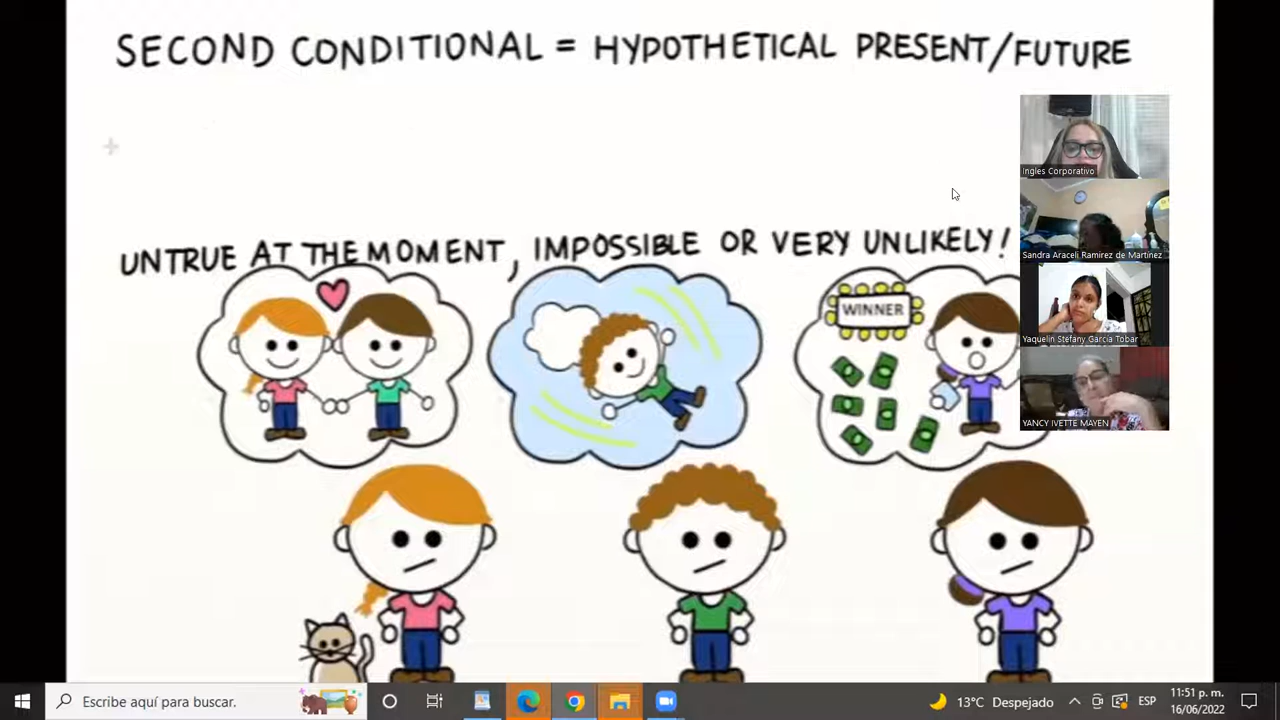 SECOND CONDITIONAL = HYPOTHETICAL PRESENT/FUTURE
Ingles Corporativo
Sandra Araceli Ramirez de Martinez
Yaquelin Stefany Garcia Tobar
YANCY IVETTE MAYEN
UNTRUE AT THE MOMENT, IMPOSSIBLE OR VERY UNLIKELY!
WINNER
Escribe aquí para buscar.
13°C Despejado
ESP
11:51 p. m.
16/06/2022